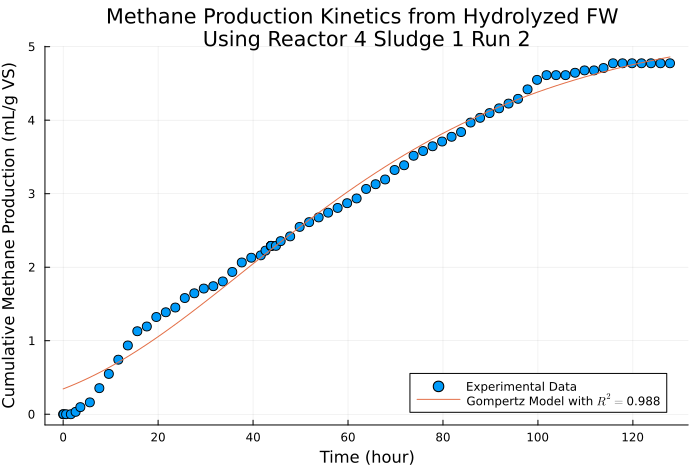 Methane Production Kinetics from Hydrolyzed FW
Using Reactor 4 Sludge 1 Run 2
Cumulative Methane Production (mL/g VS)
5
4
3
2
1
0
0 20 40 60 80 100 120
Time (hour)
Experimental Data
Gompertz Model with R² = 0.988